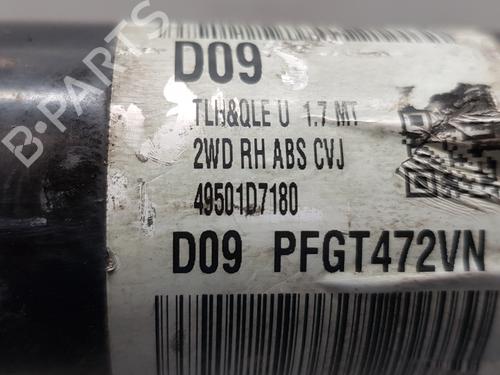 D09
TLH&QLE U 1.7 MT
2WD RH ABS CVJ
49501D7180
D09 PFGT472VN
B-PARTS